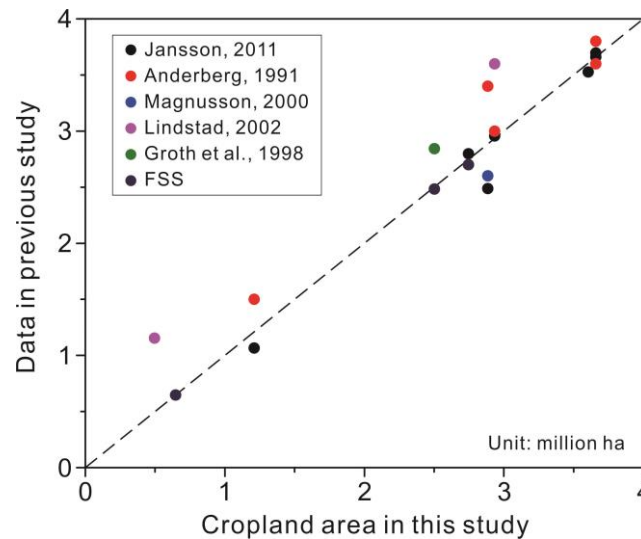 4
3
2
1
0
Data in previous study
Jansson, 2011
Anderberg, 1991
Magnusson, 2000
Lindstad, 2002
Groth et al., 1998
FSS
Unit: million ha
0 1 2 3 4
Cropland area in this study